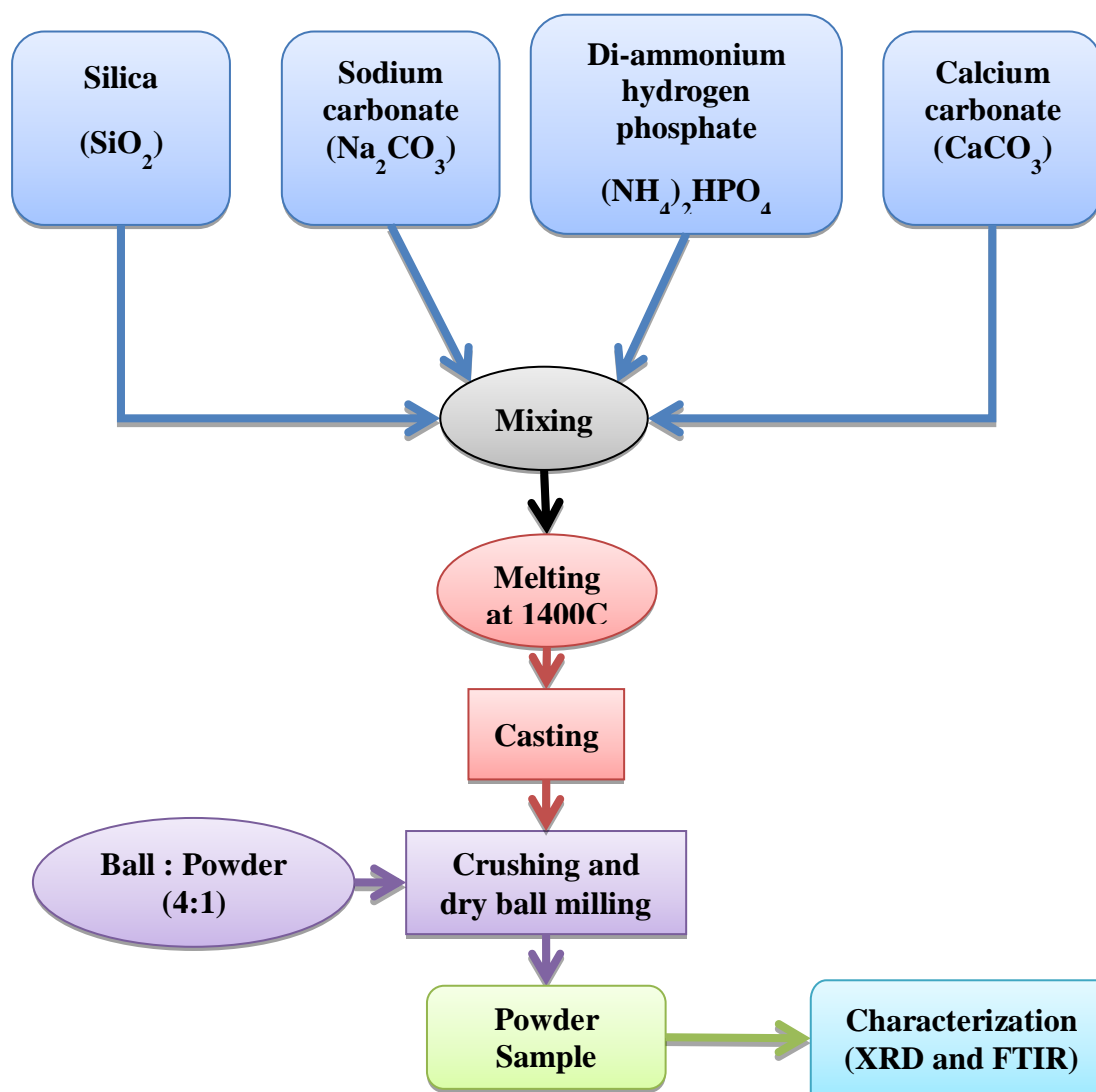 Silica
(SiO₂)
Sodium
carbonate
(Na₂CO₃)
Di-ammonium
hydrogen
phosphate
(NH₄)₂HPO₄
Calcium
carbonate
(CaCO₃)
Mixing
Melting
at 1400C
Casting
Ball : Powder
(4:1)
Crushing and
dry ball milling
Powder
Sample
Characterization
(XRD and FTIR)